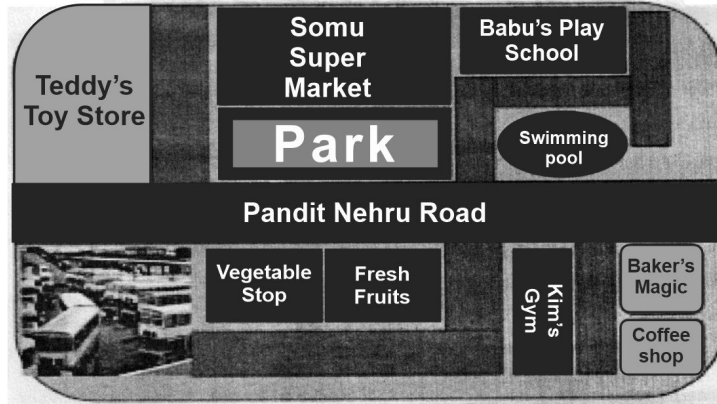 Teddy's
Toy Store
Somu
Super
Market
Babu's Play
School
Park
Swimming
pool
Pandit Nehru Road
Vegetable
Stop
Fresh
Fruits
Kim's
Gym
Baker's
Magic
Coffee
shop